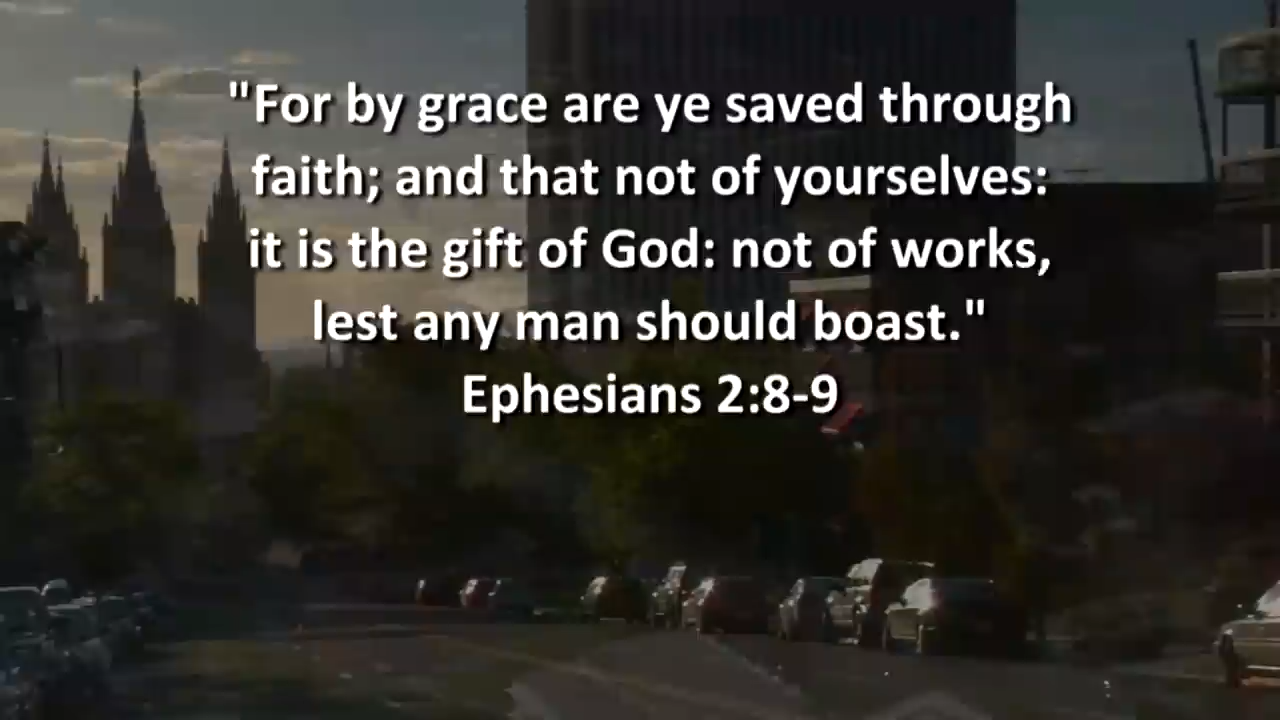 "For by grace are ye saved through
faith; and that not of yourselves:
it is the gift of God: not of works,
lest any man should boast."
Ephesians 2:8-9